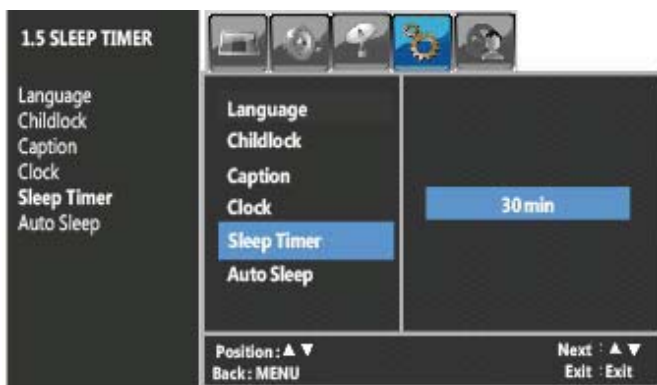 1.5 SLEEP TIMER
Language
Childlock
Caption
Clock
Sleep Timer
Auto Sleep
Language
Childlock
Caption
Clock
Sleep Timer
Auto Sleep
30 min
Position : ▲ ▼
Back : MENU
Next : ▲ ▼
Exit : Exit